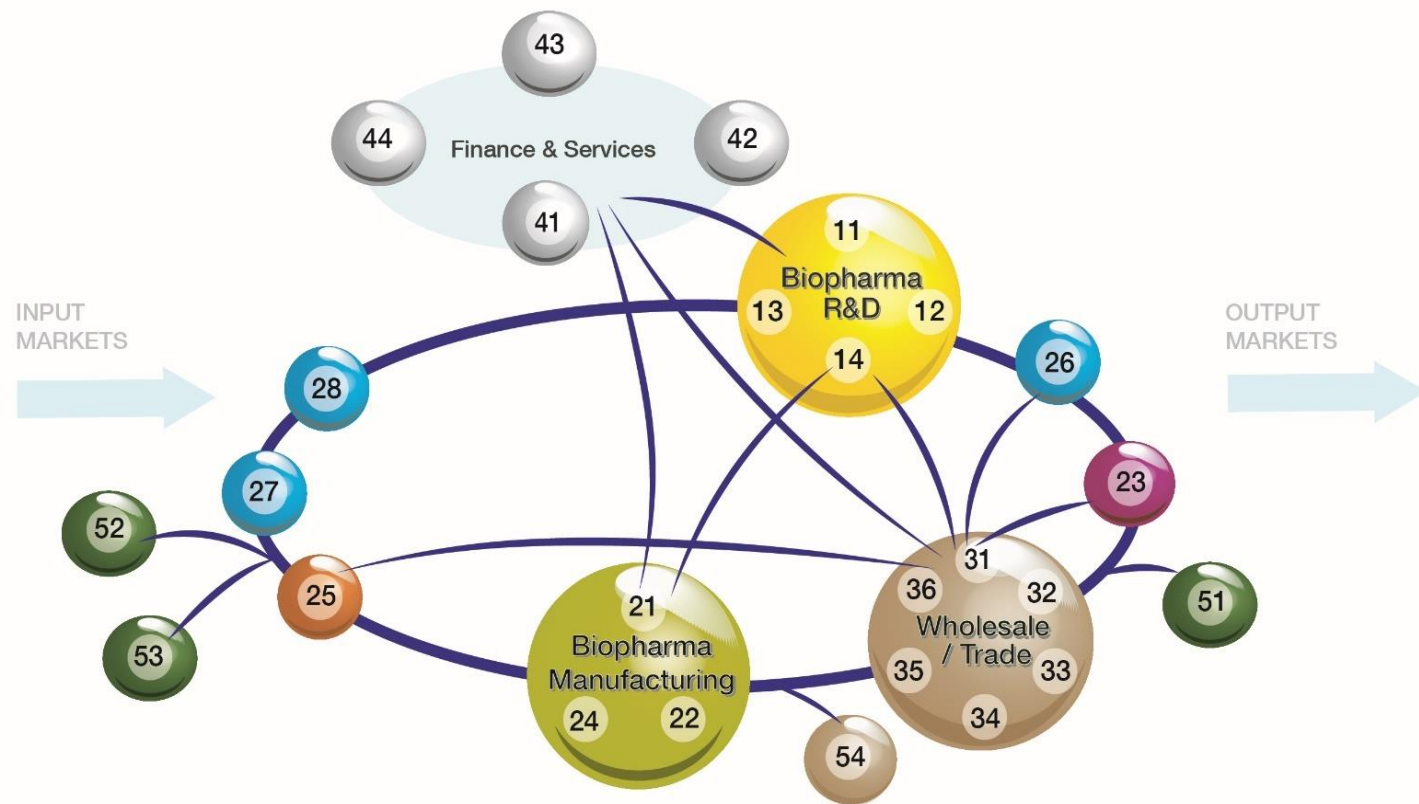 43
44
Finance & Services
42
41
11
Biopharma
R&D
13
12
14
INPUT
MARKETS
OUTPUT
MARKETS
28
26
27
23
52
25
53
21
Biopharma
Manufacturing
24
22
31
36
32
Wholesale
/ Trade
35
33
34
51
54